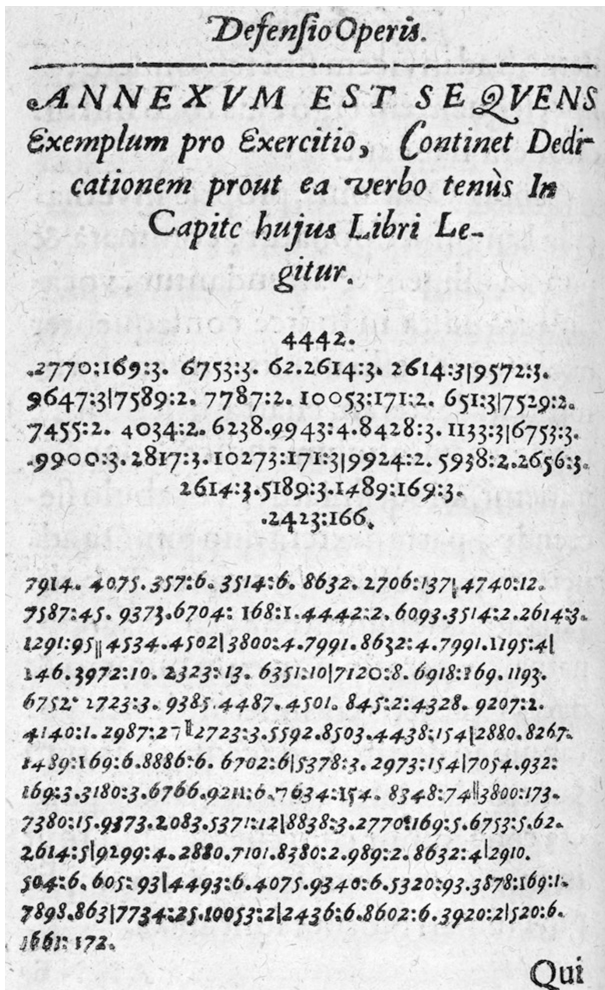 Defensio Operis.
ANNEXVM EST SEQVENS
Exemplum pro Exercitio, Continet Dedi-
cationem prout ea verbo tenùs In
Capite hujus Libri Le-
gitur.
4442.
.2770:169:3. 6753:3. 62.2614:3. 2614:3|9572:3.
9647:3|7589:2. 7787:2. 10053:171:2. 651:3|7529:2.
7455:2. 4034:2. 6238.9943:4.8428:3. 1133:3|6753:3.
.9900:3.2817:3.10273:171:3|9924:2. 5938:2.2656:3.
2614:3.5189:3.1489:169:3.
.2423:166.
7914. 4075.357:6.3514:6. 8632.2706:137|4740:12.
7587:45. 9373.6704: 168:1.4442:2. 6093.3514:2.2614:3.
1291:95||4534.4502|3800:4.7991.8632:4.7991.1195:4|
146.3972:10. 2323:13. 6351:10|7120:8.6918:169.1193.
6752: 2723:3. 9385.4487.4501. 845:2:4328. 9207:2.
4140:1. 2987:27||2723:3.5592.8503.4438:154|2880.8267.
1489:169:6.8886:6. 6702:6|5378:3. 2973:154|7054.932:
169:3.3180:3.6766.9211:6.7634:154. 8348:74||3800:173.
7380:15.9373.2083.5371:12|8838:3.2770:169:5.6753:5.62.
2614:5|9299:4.2880.7101.8380:2.989:2.8632:4|2910.
504:6. 605:93|4493:6.4075.9340:6.5320:93.3878:169:1.
7898.863|7734:25.10053:2|2436:6.8602:6.3920:2|520:6.
1661: 172.
Qui